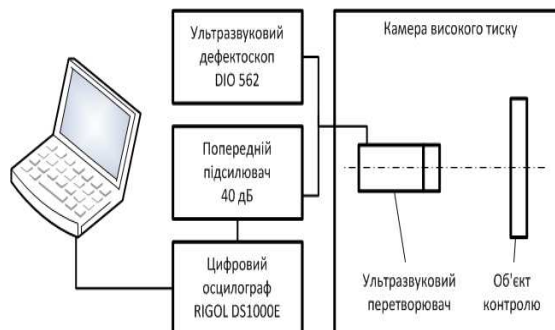 Ультразвуковий
дефектоскоп
DIO 562
Попередній
підсилювач
40 дБ
Цифровий
осцилограф
RIGOL DS1000E
Камера високого тиску
Ультразвуковий
перетворювач
Об'єкт
контролю